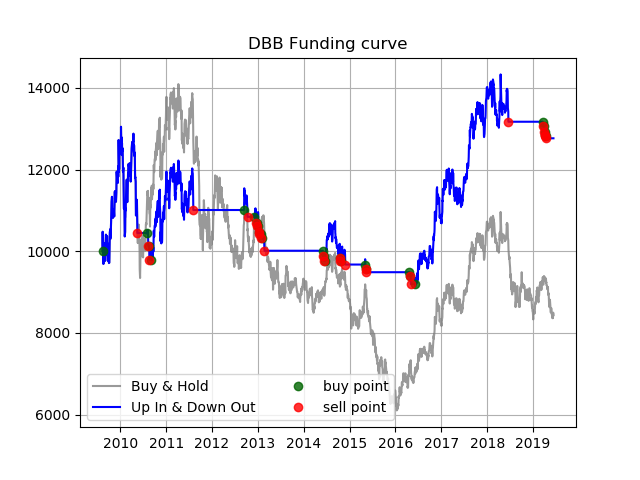 DBB Funding curve
14000
12000
10000
8000
6000
Buy & Hold
Up In & Down Out
buy point
sell point
2010 2011 2012 2013 2014 2015 2016 2017 2018 2019